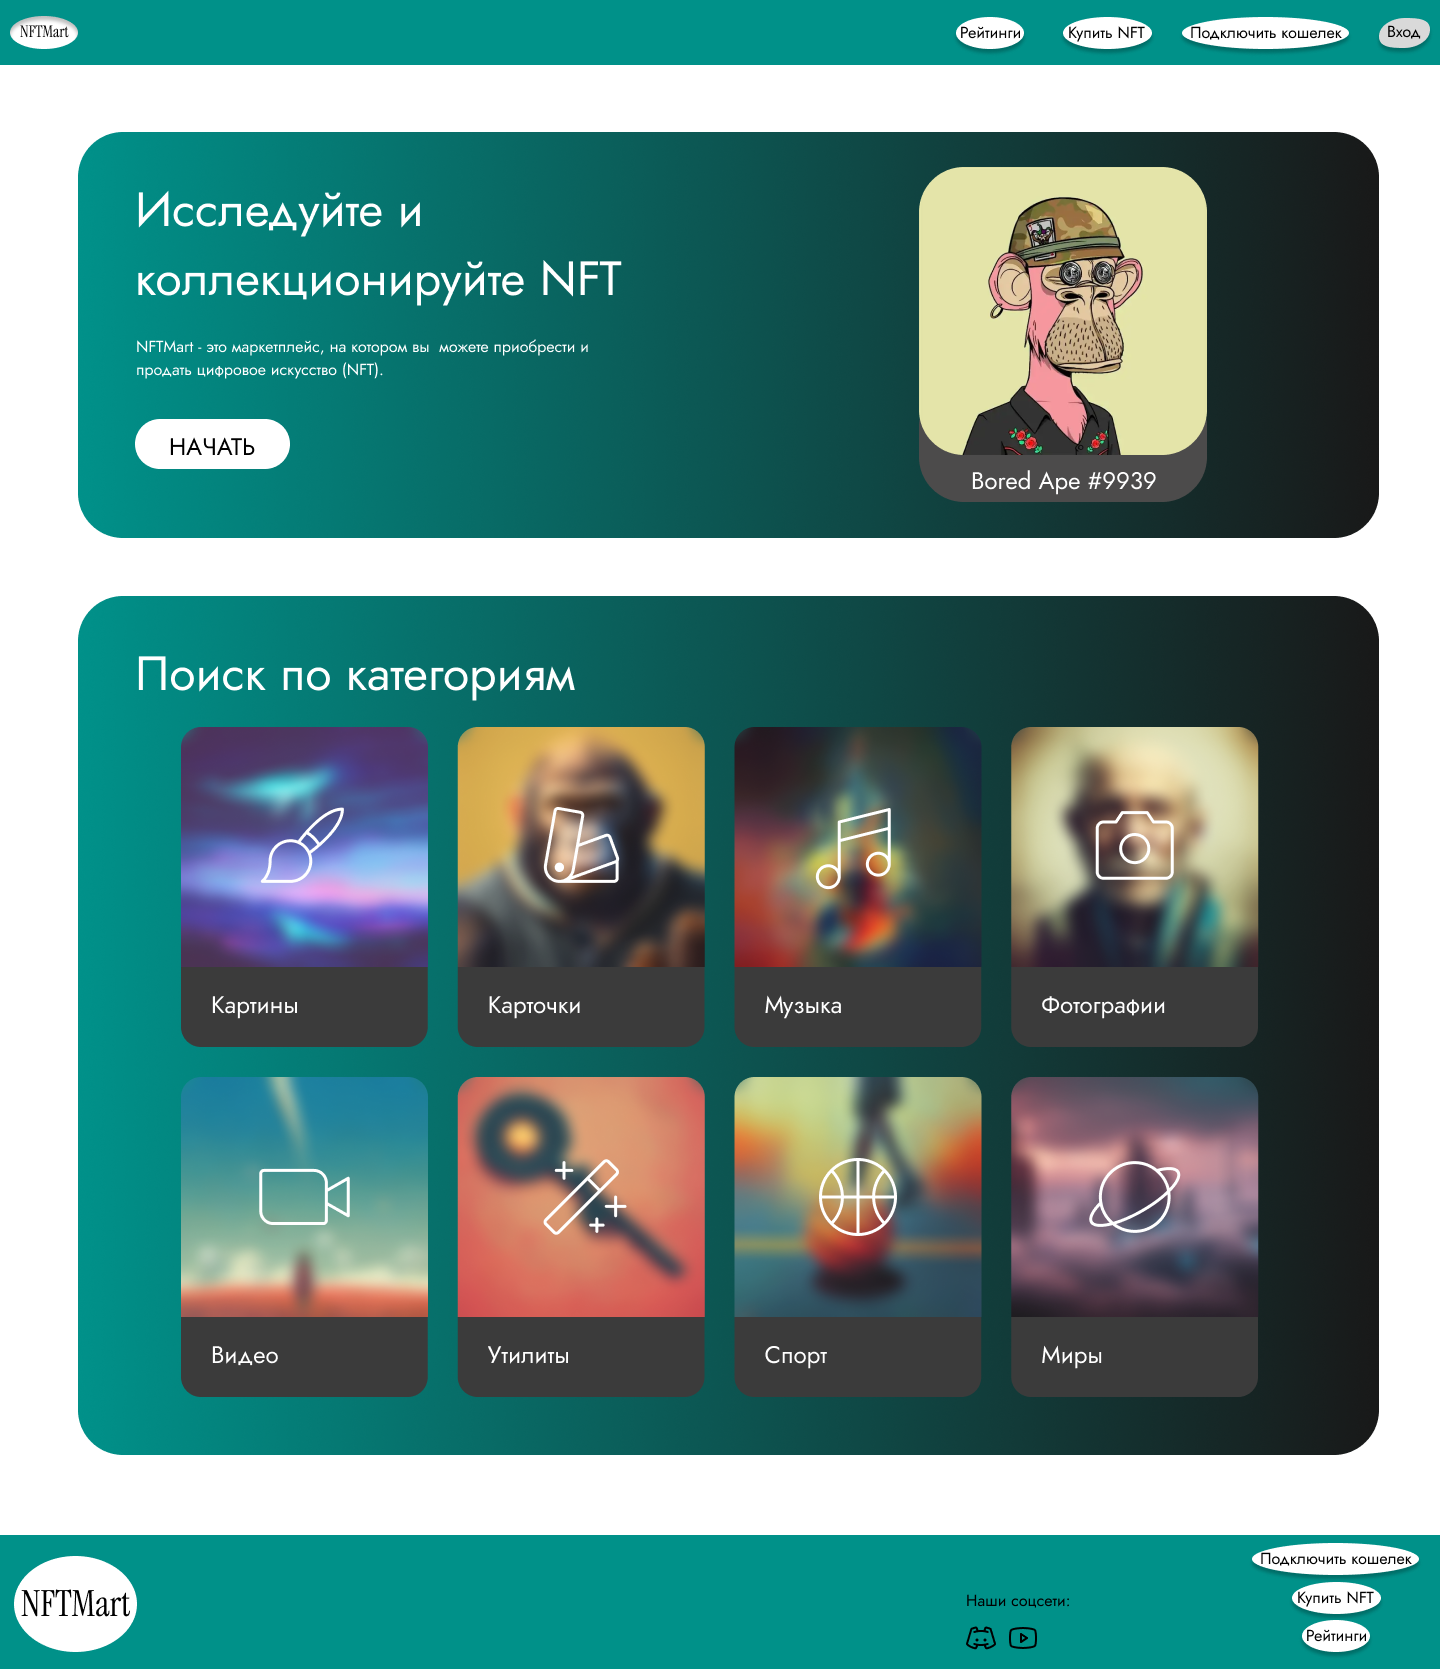 NFTMart
Рейтинги
Купить NFT
Подключить кошелек
Вход
Исследуйте и
коллекционируйте NFT
NFTMart - это маркетплейс, на котором вы можете приобрести и
продать цифровое искусство (NFT).
НАЧАТЬ
Bored Ape #9939
Поиск по категориям
Картины
Карточки
Музыка
Фотографии
Видео
Утилиты
Спорт
Миры
NFTMart
Наши соцсети:
Подключить кошелек
Купить NFT
Рейтинги